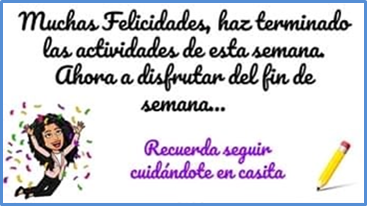 Muchas Felicidades, haz terminado
las actividades de esta semana.
Ahora a disfrutar del fin de
semana...
Recuerda seguir
cuidándote en casita